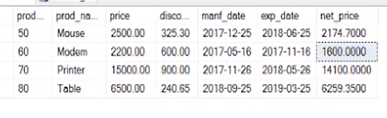 prod... prod_na... price disco... manf_date exp_date net_price
50 Mouse 2500.00 325.30 2017-12-25 2018-06-25 2174.7000
60 Modem 2200.00 600.00 2017-05-16 2017-11-16 1600.0000
70 Printer 15000.00 900.00 2017-11-26 2018-05-26 14100.0000
80 Table 6500.00 240.65 2018-09-25 2019-03-25 6259.3500